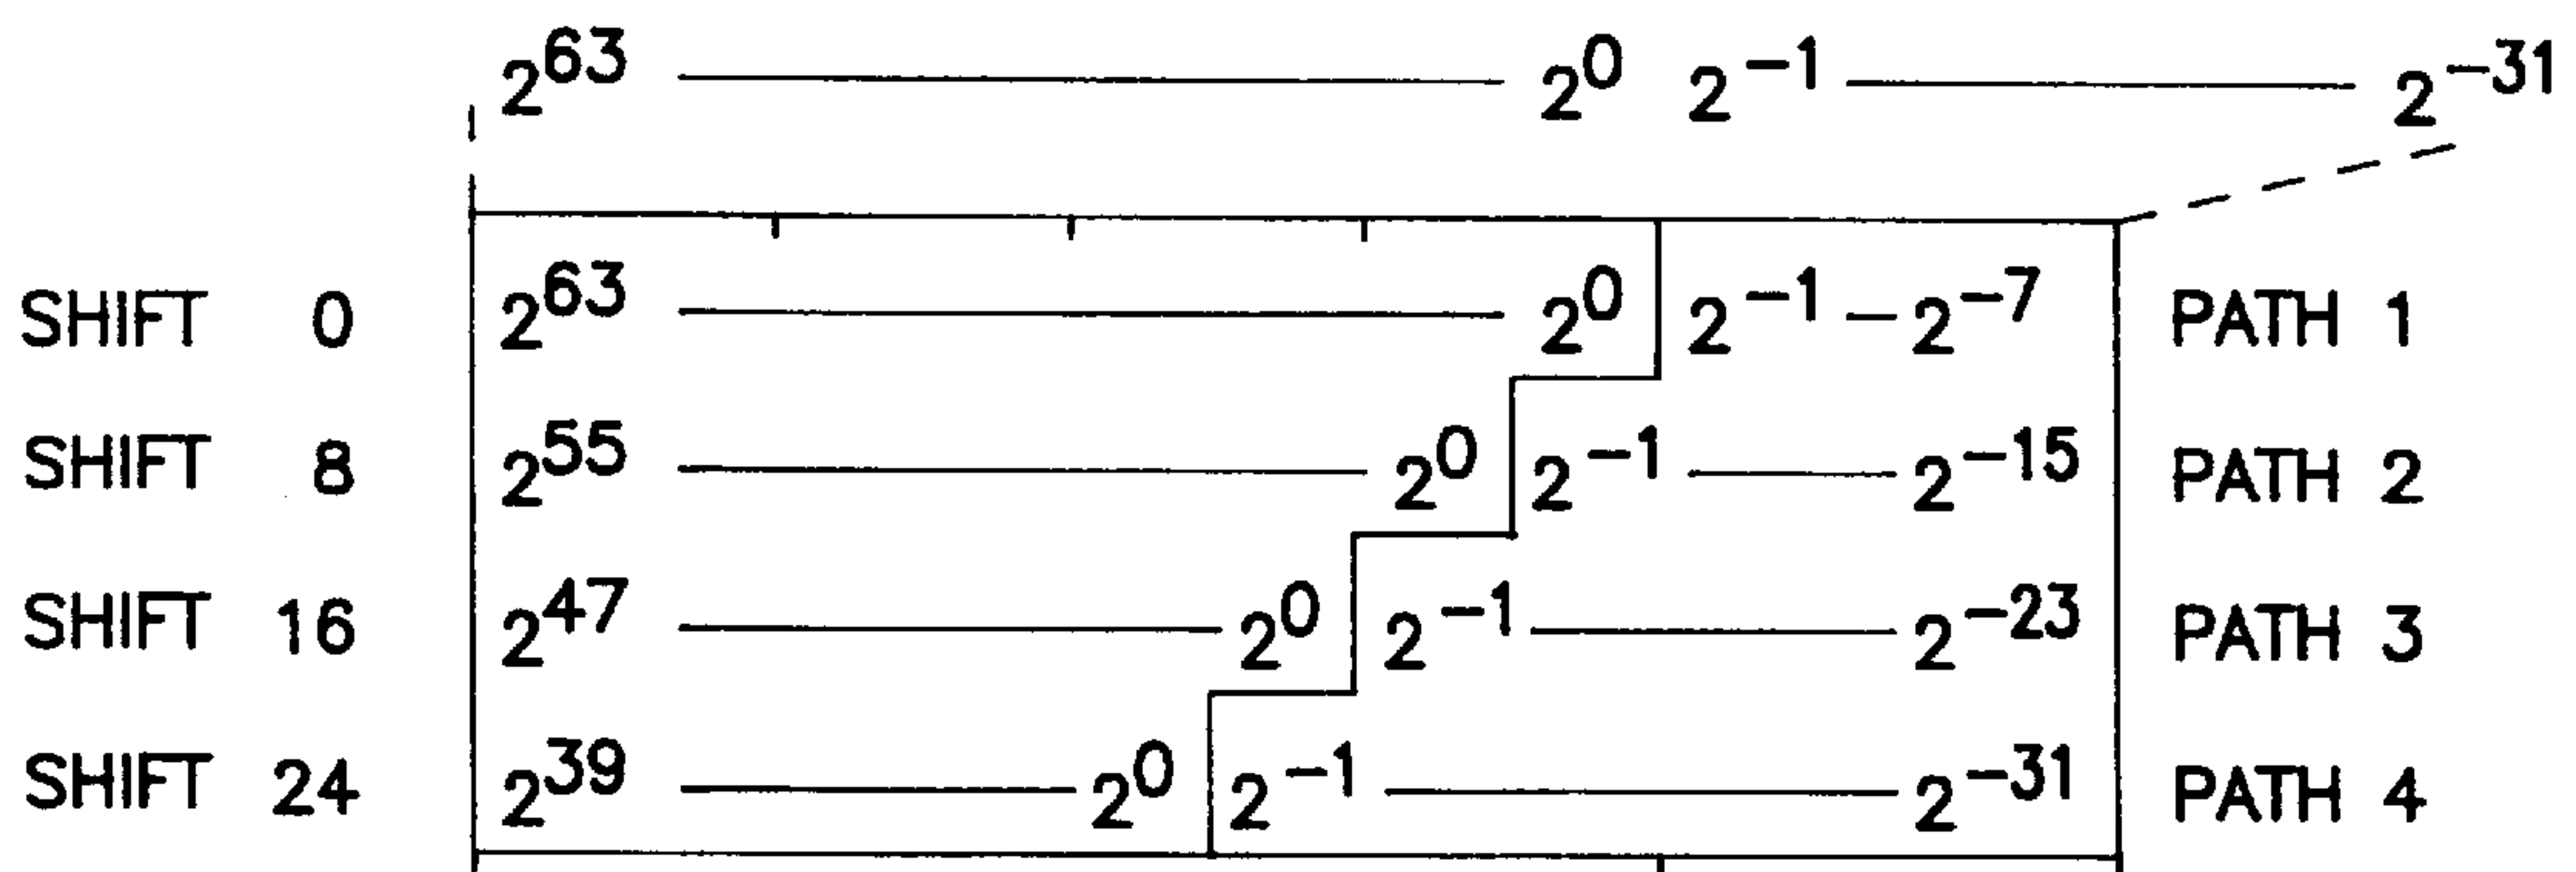 2^63 2^0 2^-1 2^-31
SHIFT 0 2^63 2^0 2^-1 2^-7 PATH 1
SHIFT 8 2^55 2^0 2^-1 2^-15 PATH 2
SHIFT 16 2^47 2^0 2^-1 2^-23 PATH 3
SHIFT 24 2^39 2^0 2^-1 2^-31 PATH 4